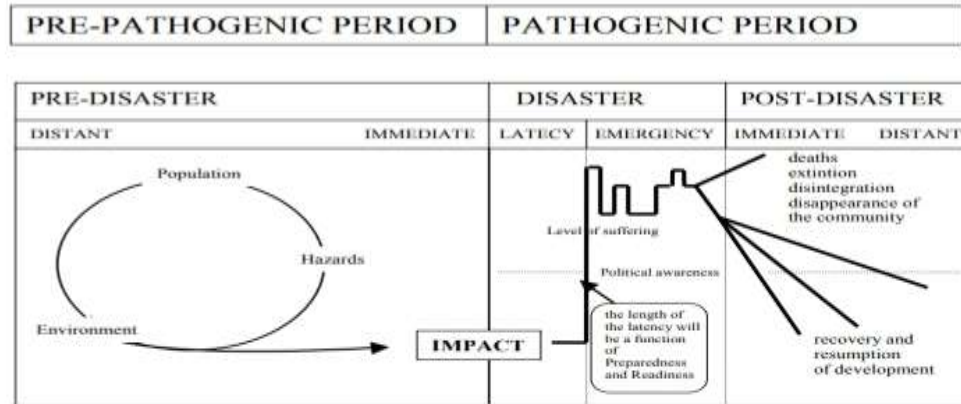 PRE-PATHOGENIC PERIOD PATHOGENIC PERIOD
PRE-DISASTER DISASTER POST-DISASTER
DISTANT IMMEDIATE LATECY EMERGENCY IMMEDIATE DISTANT
Population
Hazards
Environment
IMPACT
Level of suffering
Political awareness
the length of
the latency will
be a function
of
Preparedness
and Readiness
deaths
extintion
disintegration
disappearance of
the community
recovery and
resumption
of development